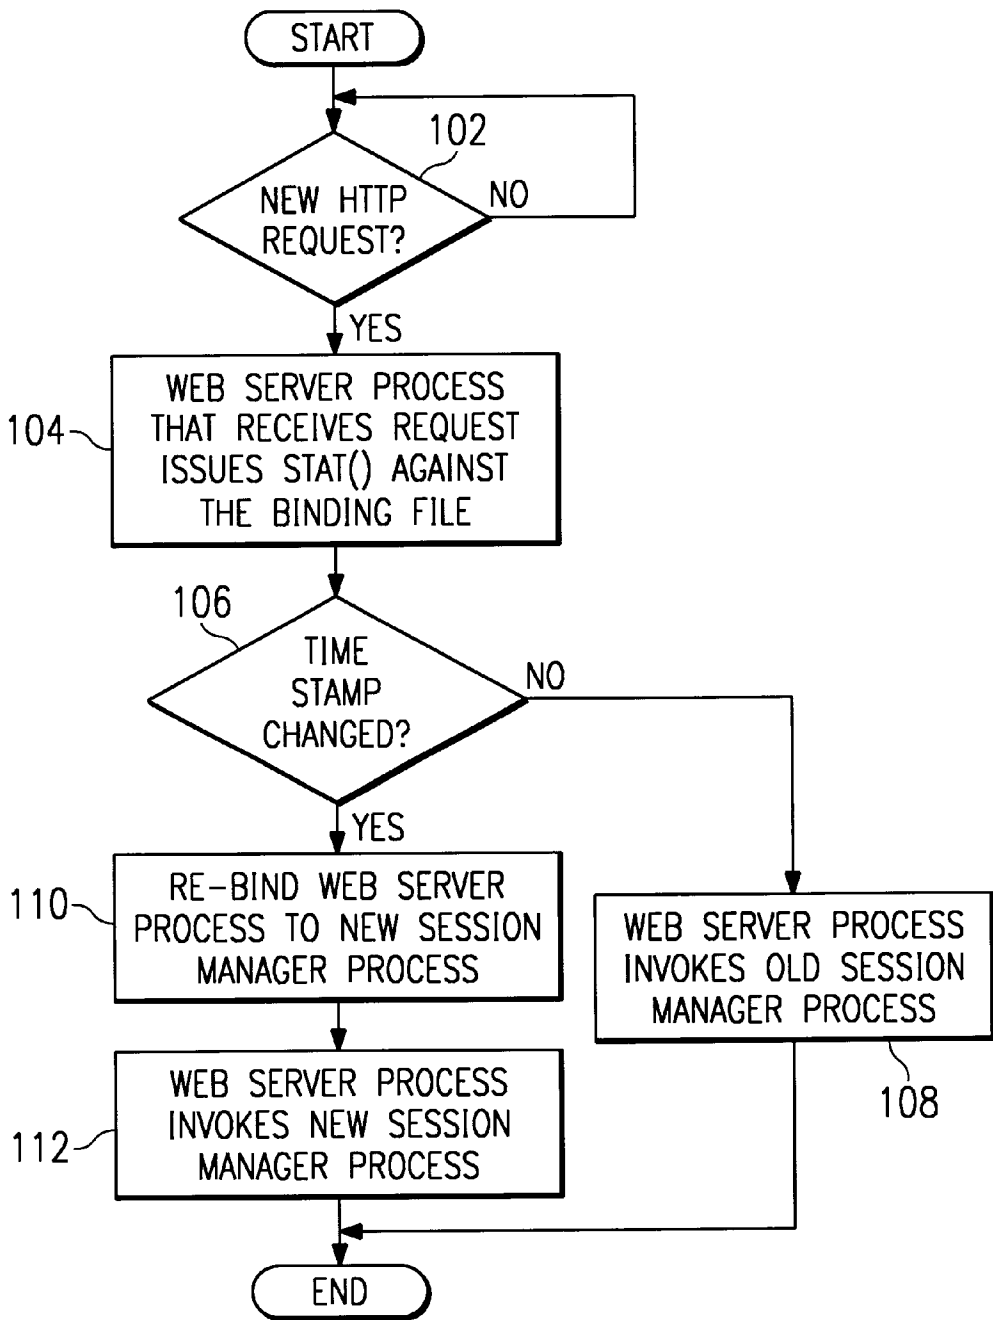 START
102
NEW HTTP
REQUEST?
NO
YES
104
WEB SERVER PROCESS
THAT RECEIVES REQUEST
ISSUES STAT() AGAINST
THE BINDING FILE
106
TIME
STAMP
CHANGED?
NO
YES
110
RE-BIND WEB SERVER
PROCESS TO NEW SESSION
MANAGER PROCESS
WEB SERVER PROCESS
INVOKES OLD SESSION
MANAGER PROCESS
108
112
WEB SERVER PROCESS
INVOKES NEW SESSION
MANAGER PROCESS
END